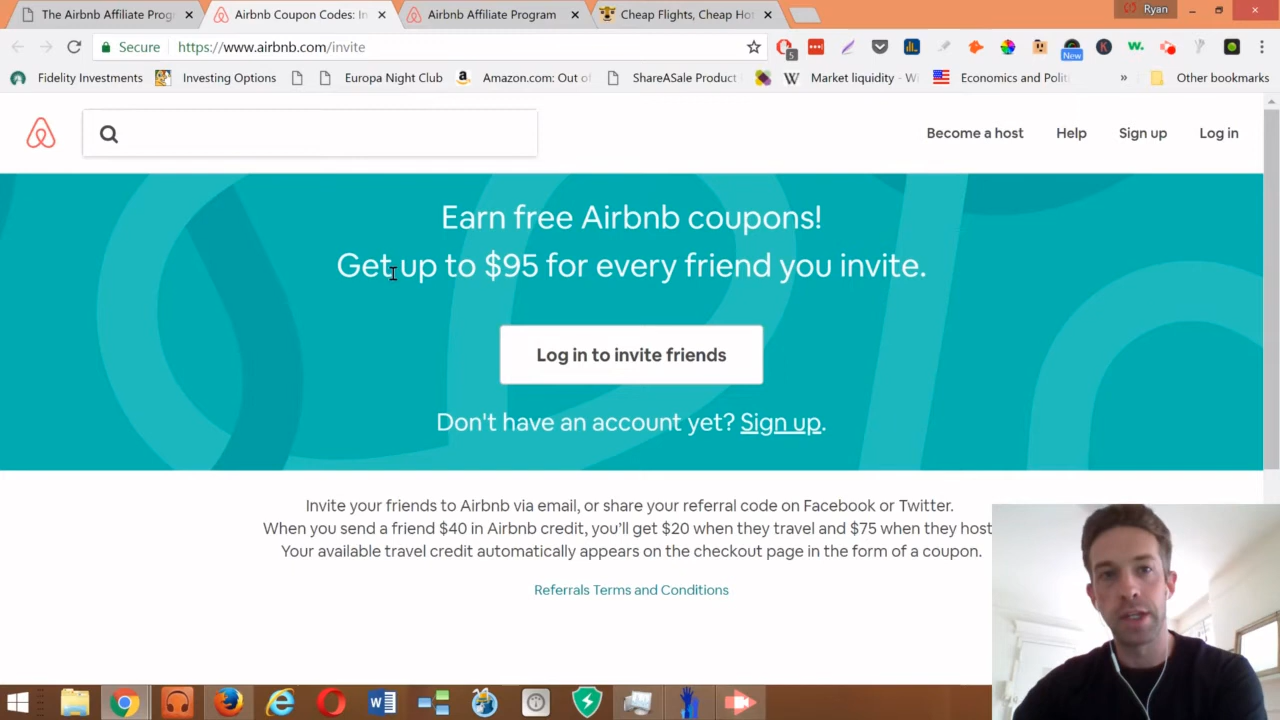 The Airbnb Affiliate Prog
Airbnb Coupon Codes: In
Airbnb Affiliate Program
Cheap Flights, Cheap Hot
Ryan
Secure
https://www.airbnb.com/invite
5
New
K
w.
Fidelity Investments
Investing Options
Europa Night Club
Amazon.com: Out of
ShareASale Product
W
Market liquidity - Wi
Economics and Polit
»
Other bookmarks
Become a host
Help
Sign up
Log in
Earn free Airbnb coupons!
Get up to $95 for every friend you invite.
Log in to invite friends
Don't have an account yet? Sign up.
Invite your friends to Airbnb via email, or share your referral code on Facebook or Twitter.
When you send a friend $40 in Airbnb credit, you'll get $20 when they travel and $75 when they host
Your available travel credit automatically appears on the checkout page in the form of a coupon.
Referrals Terms and Conditions